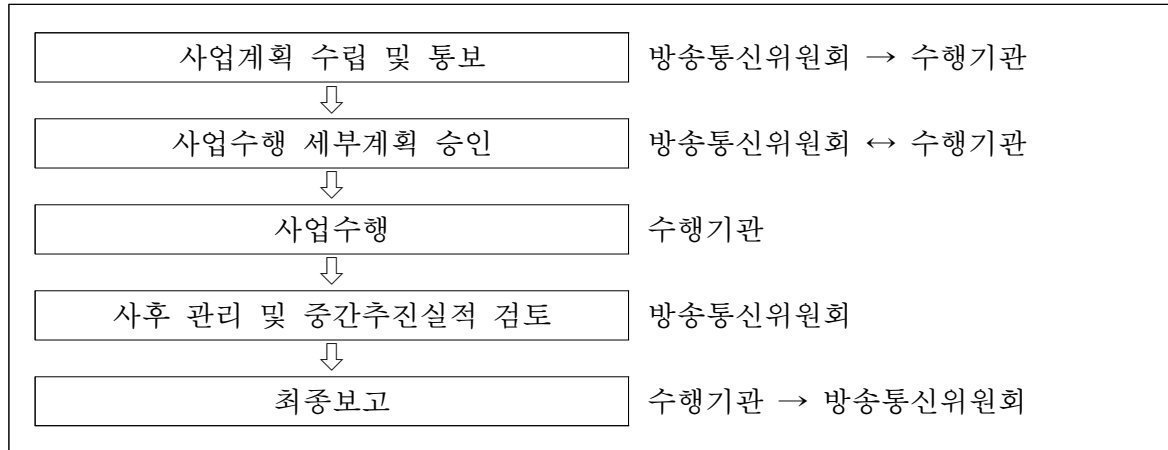 사업계획 수립 및 통보 방송통신위원회 → 수행기관
⇩
사업수행 세부계획 승인 방송통신위원회 ↔ 수행기관
⇩
사업수행 수행기관
⇩
사후 관리 및 중간추진실적 검토 방송통신위원회
⇩
최종보고 수행기관 → 방송통신위원회